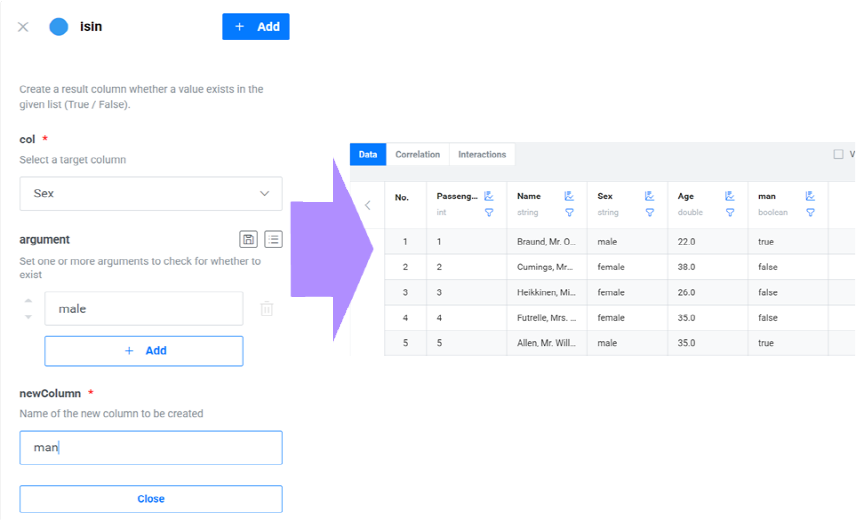 isin
+ Add
Create a result column whether a value exists in the
given list (True / False).
col *
Select a target column
Sex
argument
Set one or more arguments to check for whether to
exist
male
+ Add
newColumn *
Name of the new column to be created
man
Close
Data Correlation Interactions V
No. Passeng... Name Sex Age man
int string string double boolean
1 1 Braund, Mr. O... male 22.0 true
2 2 Cumings, Mr... female 38.0 false
3 3 Heikkinen, Mi... female 26.0 false
4 4 Futrelle, Mrs. ... female 35.0 false
5 5 Allen, Mr. Will... male 35.0 true